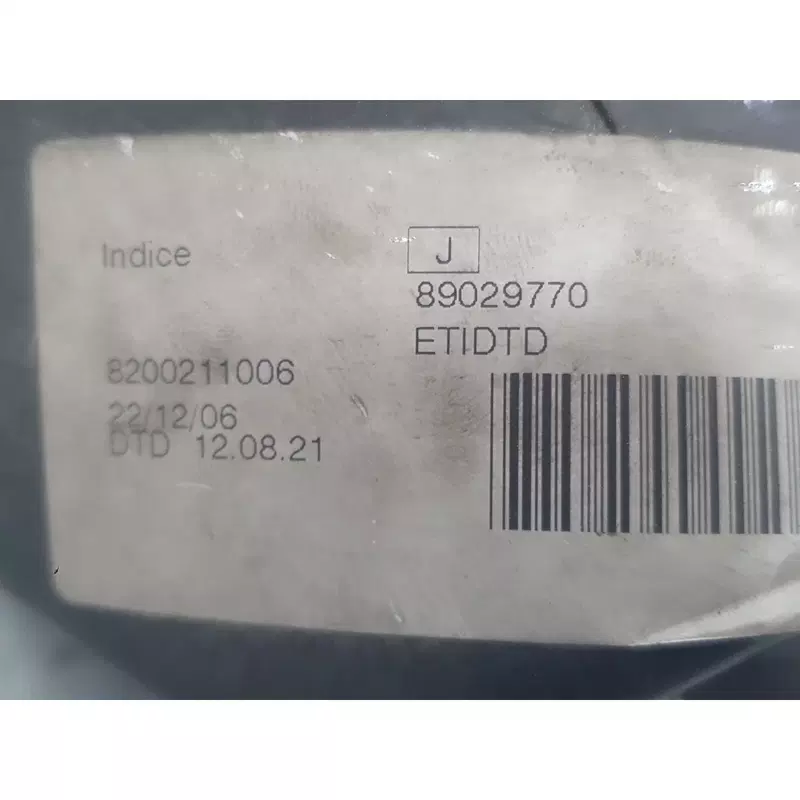 Indice
J
89029770
ETIDTD
8200211006
22/12/06
DTD 12.08.21